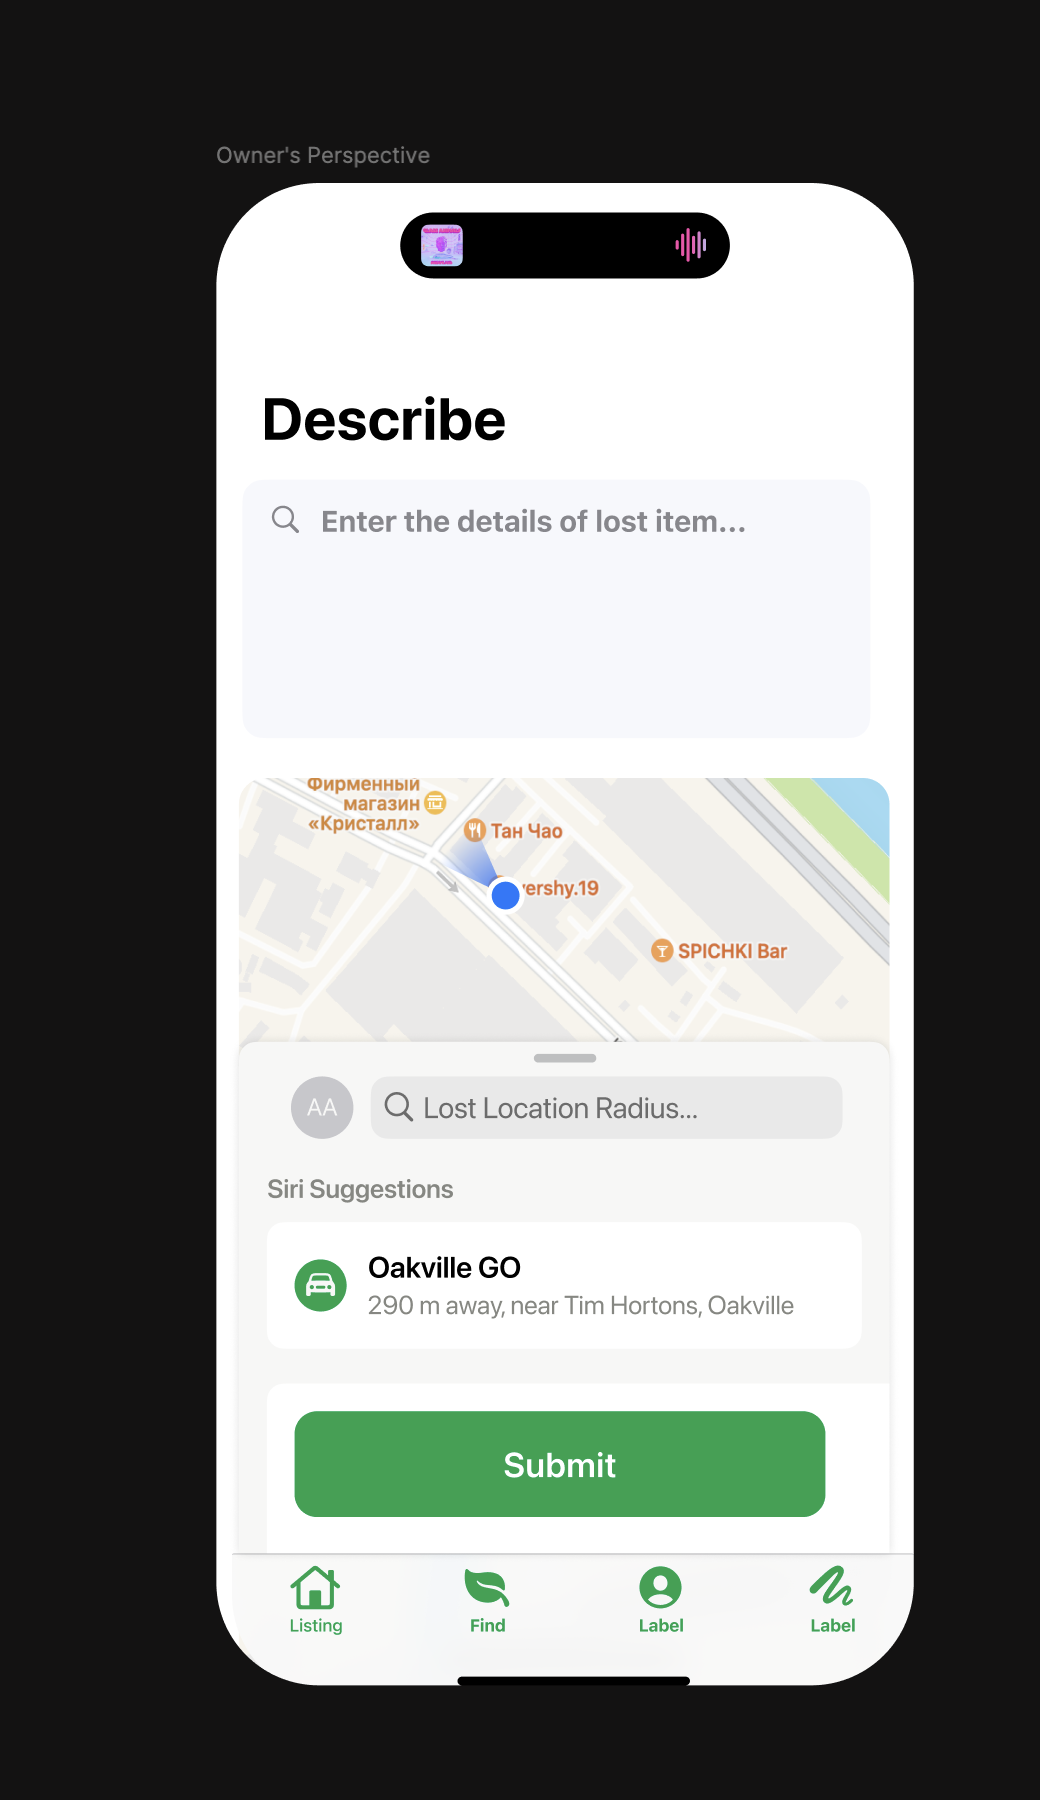 Owner's Perspective
Describe
Enter the details of lost item...
Фирменный
магазин
«Кристалл»
Тан Чао
vershy.19
SPICHKI Bar
AA
Lost Location Radius...
Siri Suggestions
Oakville GO
290 m away, near Tim Hortons, Oakville
Submit
Listing
Find
Label
Label